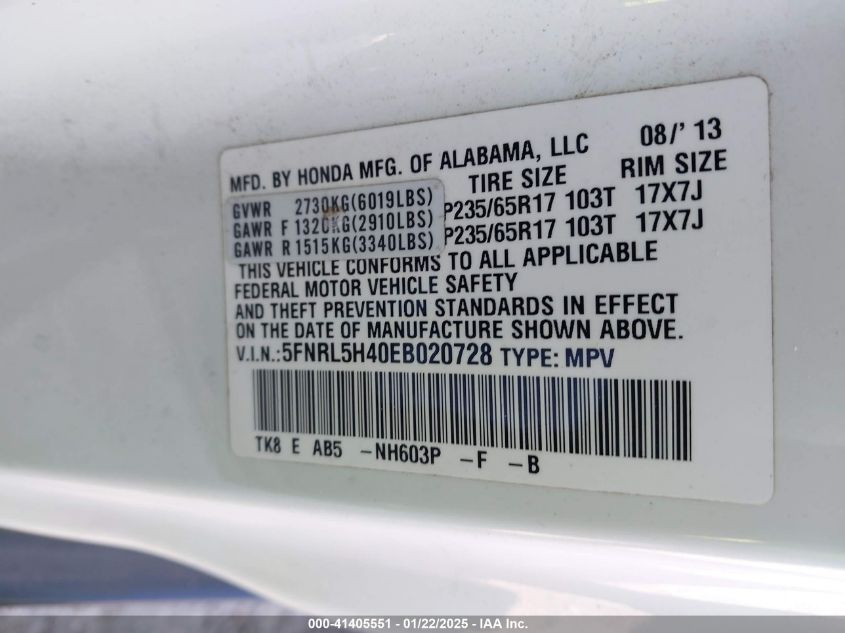 08/' 13
MFD. BY HONDA MFG. OF ALABAMA, LLC
TIRE SIZE RIM SIZE
GVWR 2730KG(6019LBS)
GAWR F 1320KG(2910LBS) P235/65R17 103T 17X7J
GAWR R 1515KG(3340LBS) P235/65R17 103T 17X7J
THIS VEHICLE CONFORMS TO ALL APPLICABLE
FEDERAL MOTOR VEHICLE SAFETY
AND THEFT PREVENTION STANDARDS IN EFFECT
ON THE DATE OF MANUFACTURE SHOWN ABOVE.
V.I.N.:5FNRL5H40EB020728 TYPE: MPV
TK8 E AB5 -NH603P -F -B
000-41405551 - 01/22/2025 - IAA Inc.